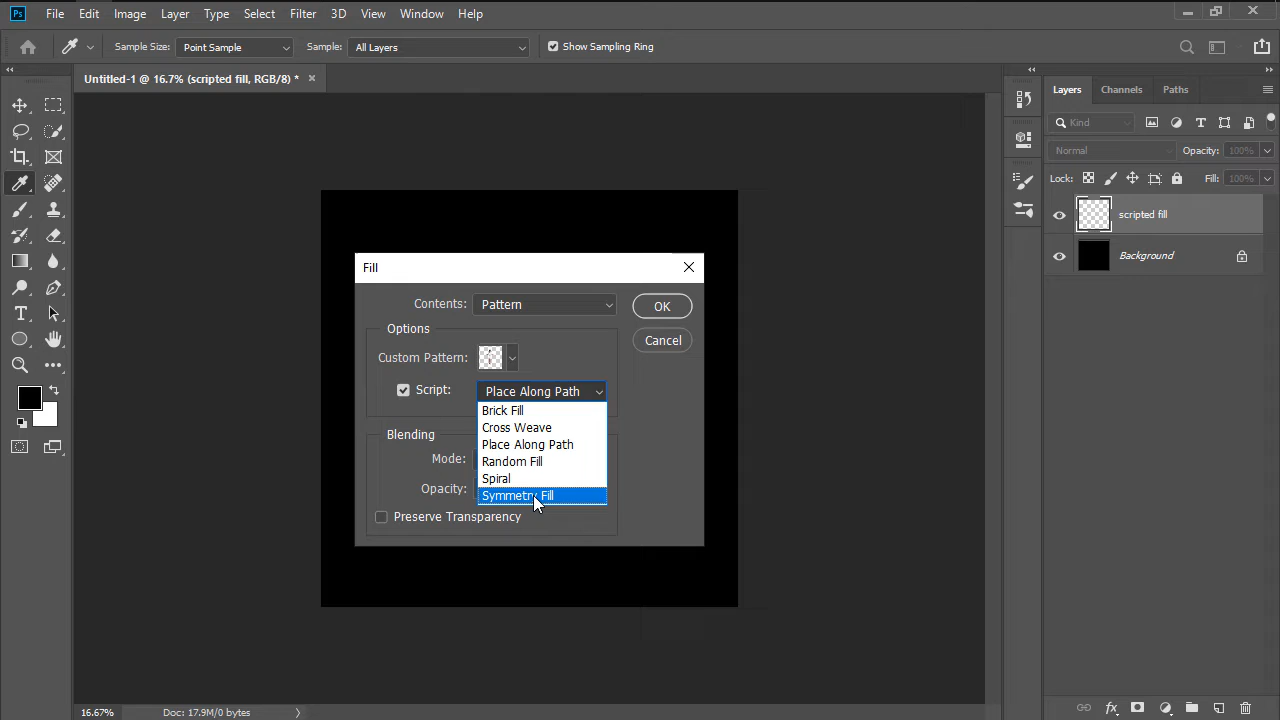 Ps File Edit Image Layer Type Select Filter 3D View Window Help
Sample Size: Point Sample Sample: All Layers Show Sampling Ring
Untitled-1 @ 16.7% (scripted fill, RGB/8) *
Layers Channels Paths
Kind
Normal Opacity: 100%
Lock: Fill: 100%
scripted fill
Background
Fill
Contents: Pattern OK
Options
Cancel
Custom Pattern:
Script: Place Along Path
Brick Fill
Cross Weave
Place Along Path
Random Fill
Spiral
Symmetry Fill
Blending
Mode:
Opacity:
Preserve Transparency
16.67% Doc: 17.9M/0 bytes